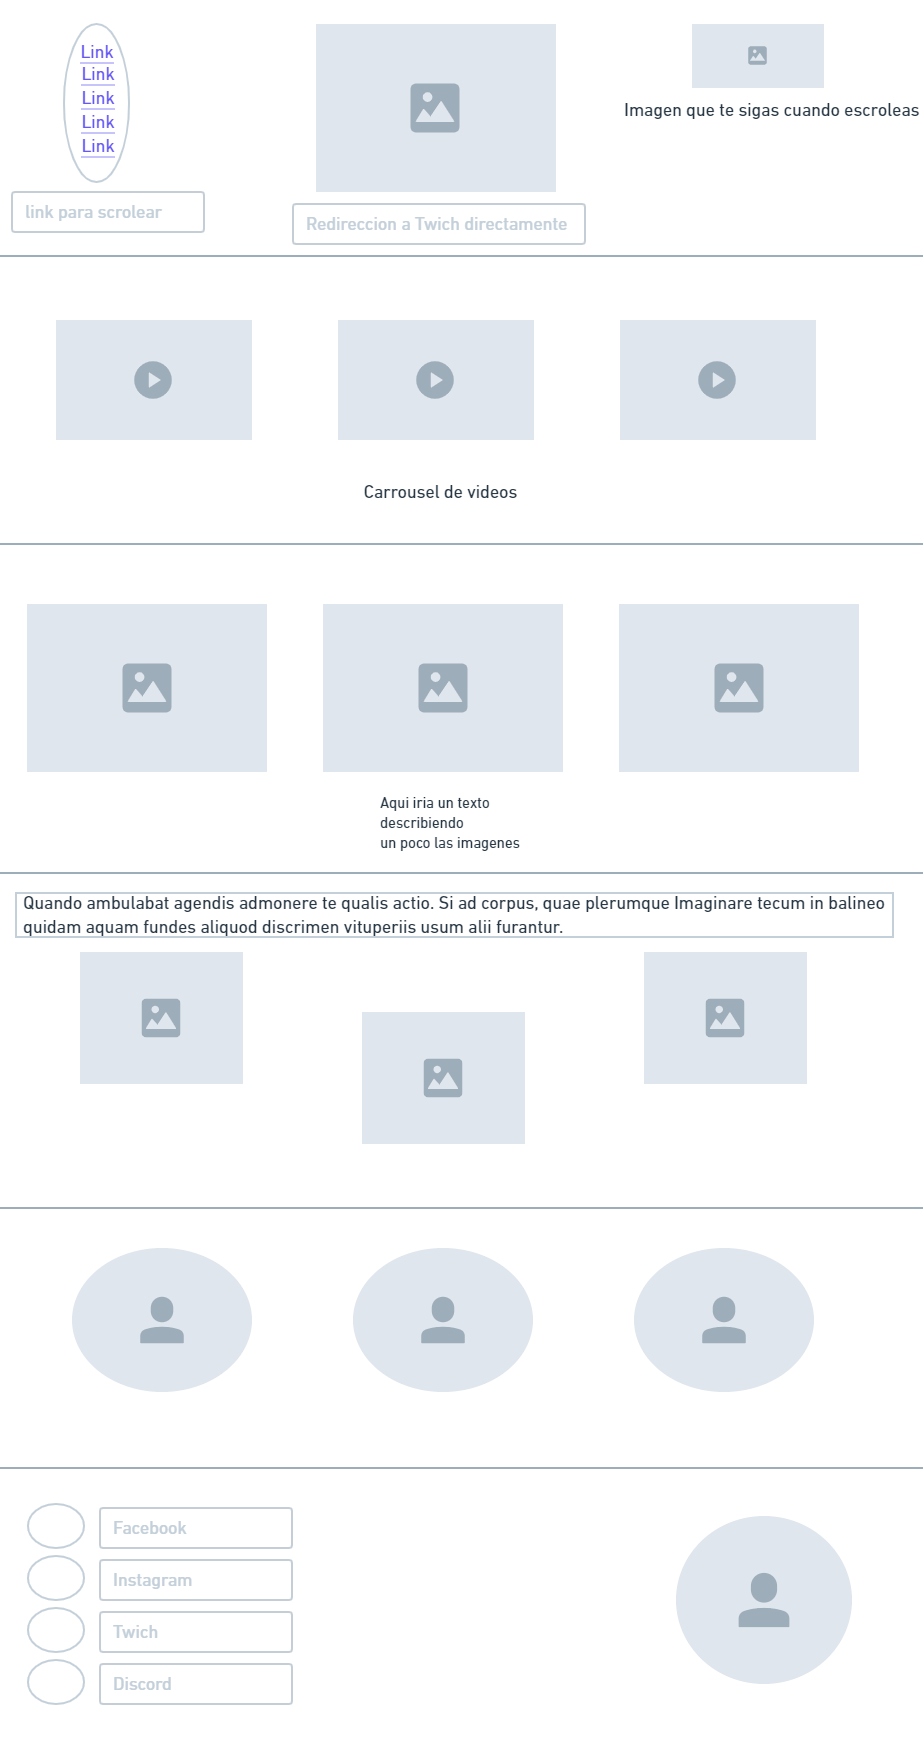 Link
Link
Link
Link
Link
link para scrolear
Redireccion a Twich directamente
Imagen que te sigas cuando escroleas
Carrousel de videos
Aqui iria un texto
describiendo
un poco las imagenes
Quando ambulabat agendis admonere te qualis actio. Si ad corpus, quae plerumque Imaginare tecum in balineo
quidam aquam fundes aliquod discrimen vituperiis usum alii furantur.
Facebook
Instagram
Twich
Discord